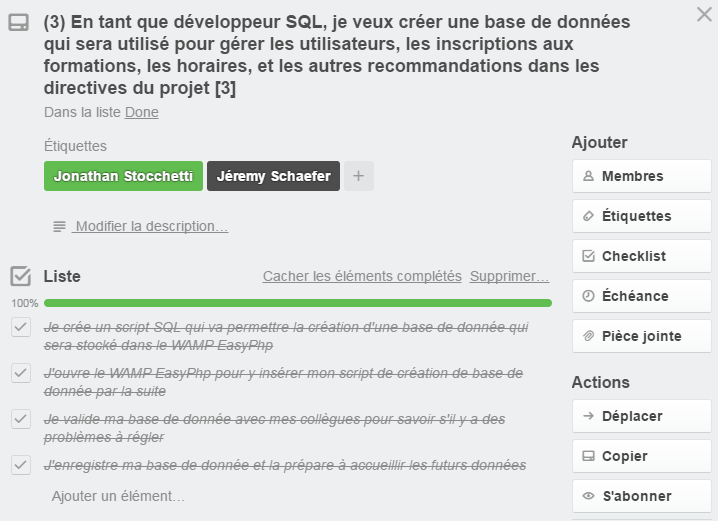 (3) En tant que développeur SQL, je veux créer une base de données
qui sera utilisé pour gérer les utilisateurs, les inscriptions aux
formations, les horaires, et les autres recommandations dans les
directives du projet [3]
Dans la liste Done
Étiquettes
Jonathan Stocchetti
Jéremy Schaefer
+
Modifier la description…
Liste
Cacher les éléments complétés
Supprimer…
100%
Je crée un script SQL qui va permettre la création d'une base de donnée qui
sera stocké dans le WAMP EasyPhp
J'ouvre le WAMP EasyPhp pour y insérer mon script de création de base de
donnée par la suite
Je valide ma base de donnée avec mes collègues pour savoir s'il y a des
problèmes à régler
J'enregistre ma base de donnée et la prépare à accueillir les futurs données
Ajouter un élément…
Ajouter
Membres
Étiquettes
Checklist
Échéance
Pièce jointe
Actions
Déplacer
Copier
S'abonner